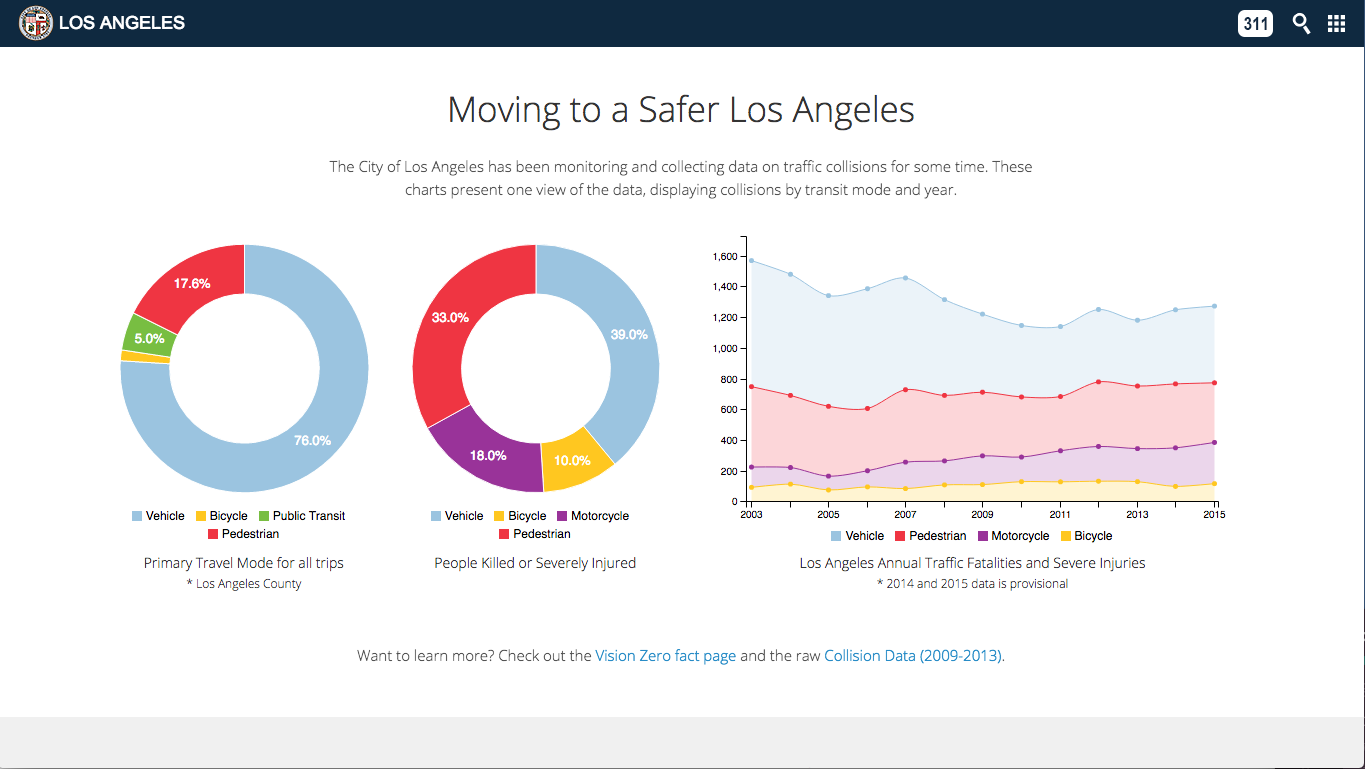 LOS ANGELES
311
Moving to a Safer Los Angeles
The City of Los Angeles has been monitoring and collecting data on traffic collisions for some time. These
charts present one view of the data, displaying collisions by transit mode and year.
17.6%
5.0%
76.0%
Vehicle Bicycle Public Transit
Pedestrian
Primary Travel Mode for all trips
* Los Angeles County
33.0%
39.0%
18.0%
10.0%
Vehicle Bicycle Motorcycle
Pedestrian
People Killed or Severely Injured
1,600
1,400
1,200
1,000
800
600
400
200
0
2003 2005 2007 2009 2011 2013 2015
Vehicle Pedestrian Motorcycle Bicycle
Los Angeles Annual Traffic Fatalities and Severe Injuries
* 2014 and 2015 data is provisional
Want to learn more? Check out the Vision Zero fact page and the raw Collision Data (2009-2013).